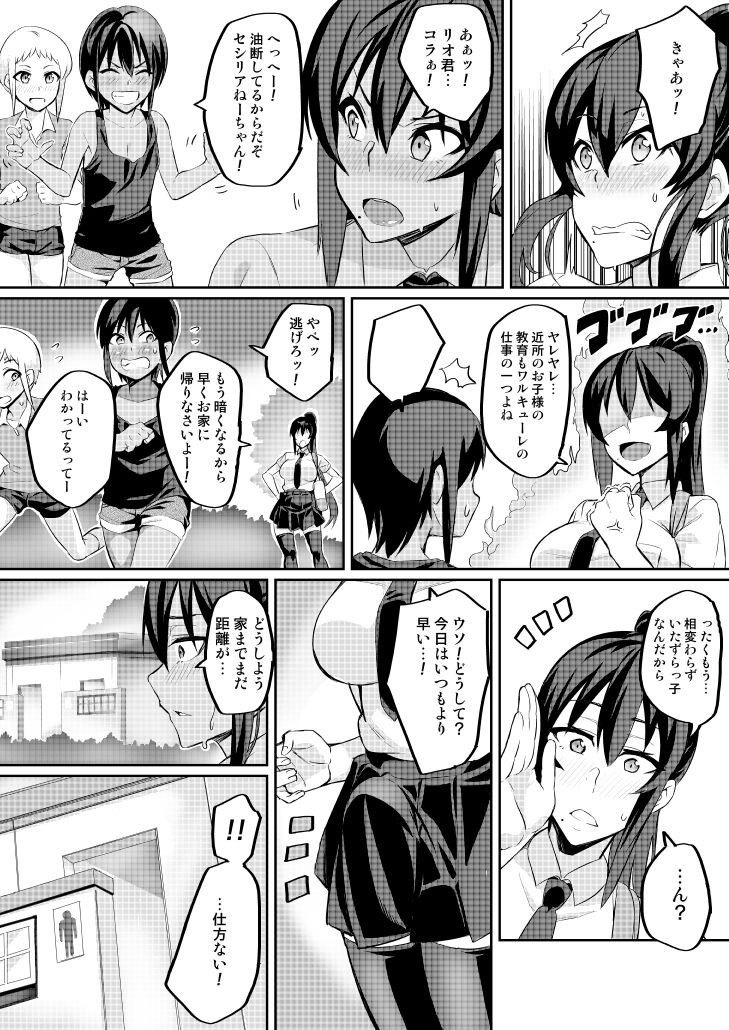 きゃあッ！
あぁッ！
リオ君…
コラぁ！
へっへー！
油断してるからだぞ
セシリアねーちゃん！
ゴゴゴゴ…
ヤレヤレ…
近所のお子様の
教育もワルキューレの
仕事の一つよね
やべッ
逃げろッ！
もう暗くなるから
早くお家に
帰りなさいよー！
はーい
わかってるってー
ったくもう…
相変わらず
いたずらっ子
なんだから
…ん？
ウソ！どうして？
今日はいつもより
早い…！
どうしよう
家までまだ
距離が…
！！
…仕方ない！